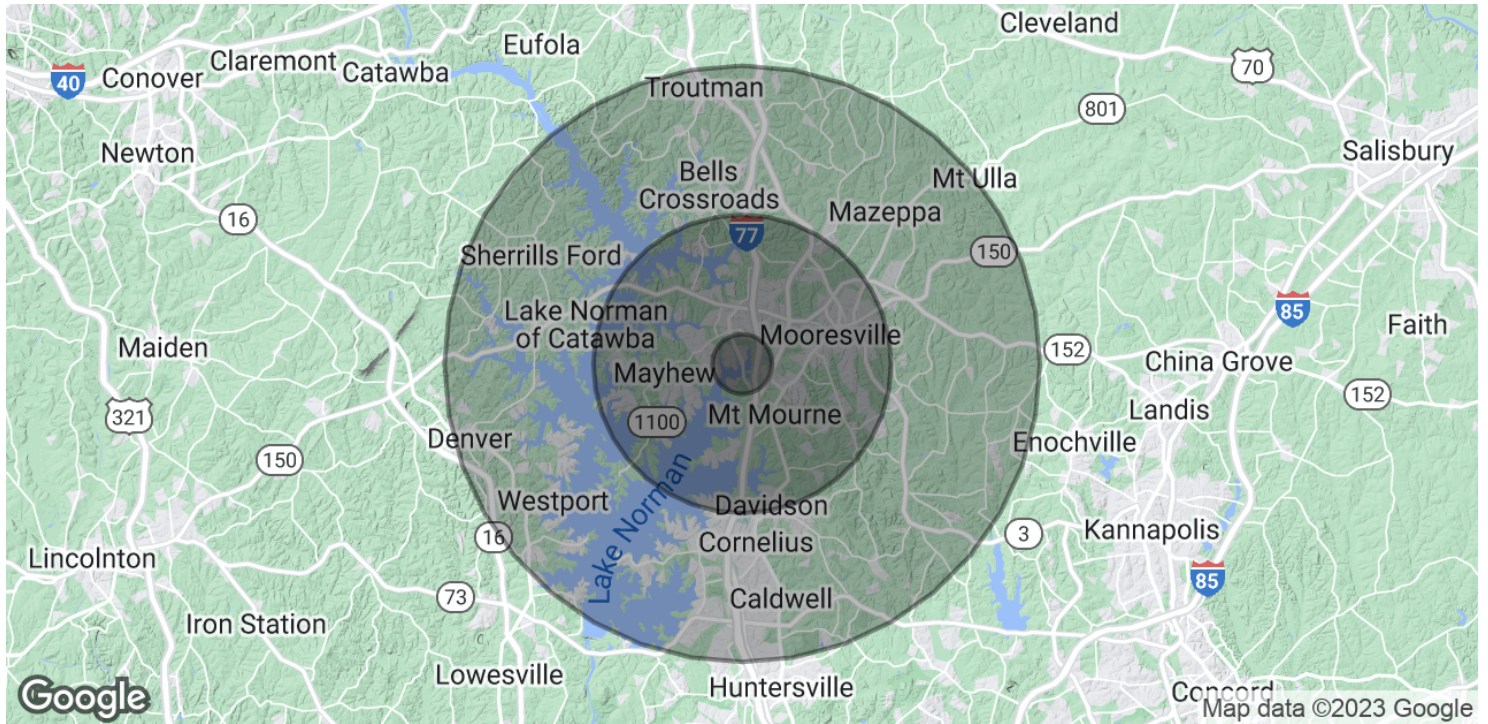 Cleveland
Eufola
Claremont
Catawba
40
Conover
70
Troutman
801
Newton
Salisbury
Bells
Crossroads
Mt Ulla
Mazeppa
16
77
150
Sherrills Ford
85
Lake Norman
of Catawba
Faith
Mooresville
Maiden
152
China Grove
Mayhew
152
321
1100
Mt Mourne
Landis
Denver
Enochville
150
Westport
Davidson
Lake Norman
16
Cornelius
3
Kannapolis
Lincolnton
85
73
Caldwell
Iron Station
Lowesville
Huntersville
Concord
Google
Map data ©2023 Google